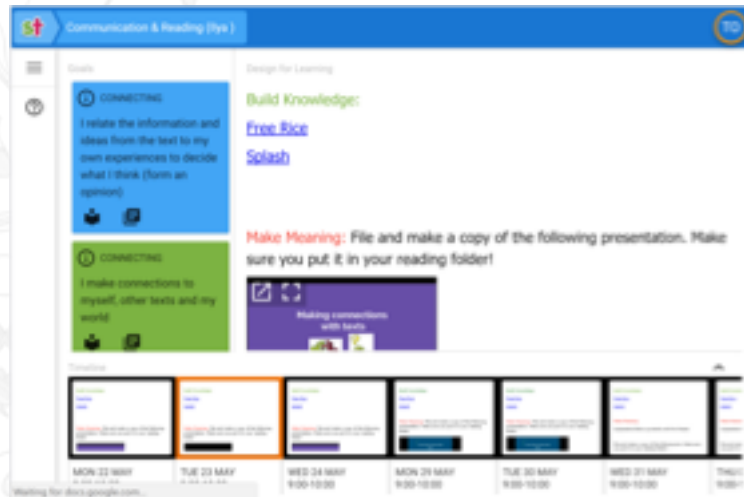 st
Communication & Reading (Ilya )
TO
Goals
Design for Learning
CONNECTING
I relate the information and
ideas from the text to my
own experiences to decide
what I think (form an
opinion)
CONNECTING
I make connections to
myself, other texts and my
world
Build Knowledge:
Free Rice
Splash
Make Meaning: File and make a copy of the following presentation. Make
sure you put it in your reading folder!
Making connections
with texts
Timeline
MON 22 MAY
9:00-10:00
TUE 23 MAY
WED 24 MAY
9:00-10:00
MON 29 MAY
9:00-10:00
TUE 30 MAY
9:00-10:00
WED 31 MAY
9:00-10:00
THU
Waiting for docs.google.com...